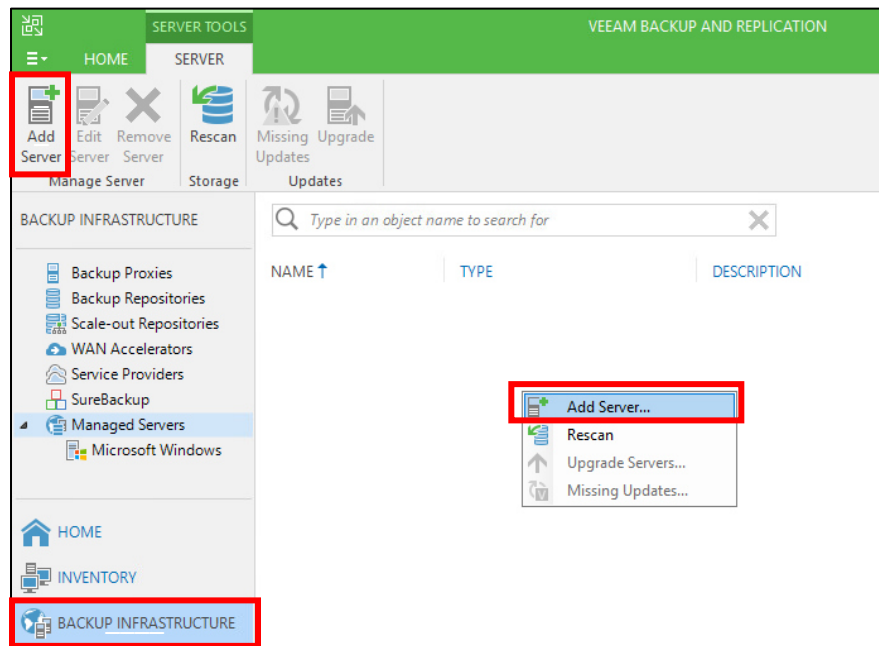 SERVER TOOLS
VEEAM BACKUP AND REPLICATION
HOME
SERVER
Add Server
Edit Server
Remove Server
Rescan
Missing Updates
Upgrade
Manage Server
Storage
Updates
BACKUP INFRASTRUCTURE
Type in an object name to search for
Backup Proxies
Backup Repositories
Scale-out Repositories
WAN Accelerators
Service Providers
SureBackup
Managed Servers
Microsoft Windows
NAME
TYPE
DESCRIPTION
Add Server...
Rescan
Upgrade Servers...
Missing Updates...
HOME
INVENTORY
BACKUP INFRASTRUCTURE